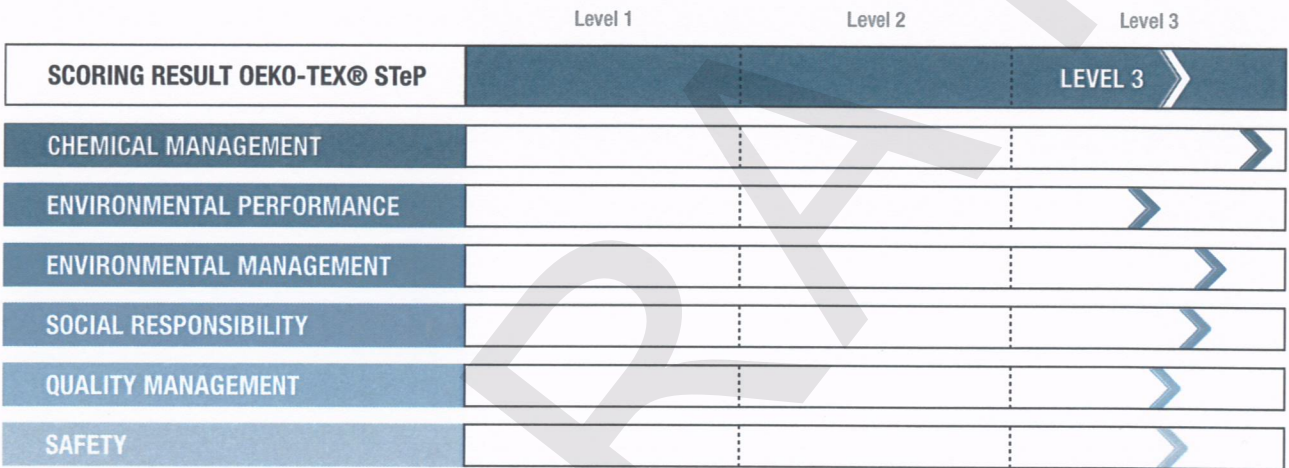 Level 1 Level 2 Level 3
SCORING RESULT OEKO-TEX® STeP LEVEL 3
CHEMICAL MANAGEMENT
ENVIRONMENTAL PERFORMANCE
ENVIRONMENTAL MANAGEMENT
SOCIAL RESPONSIBILITY
QUALITY MANAGEMENT
SAFETY